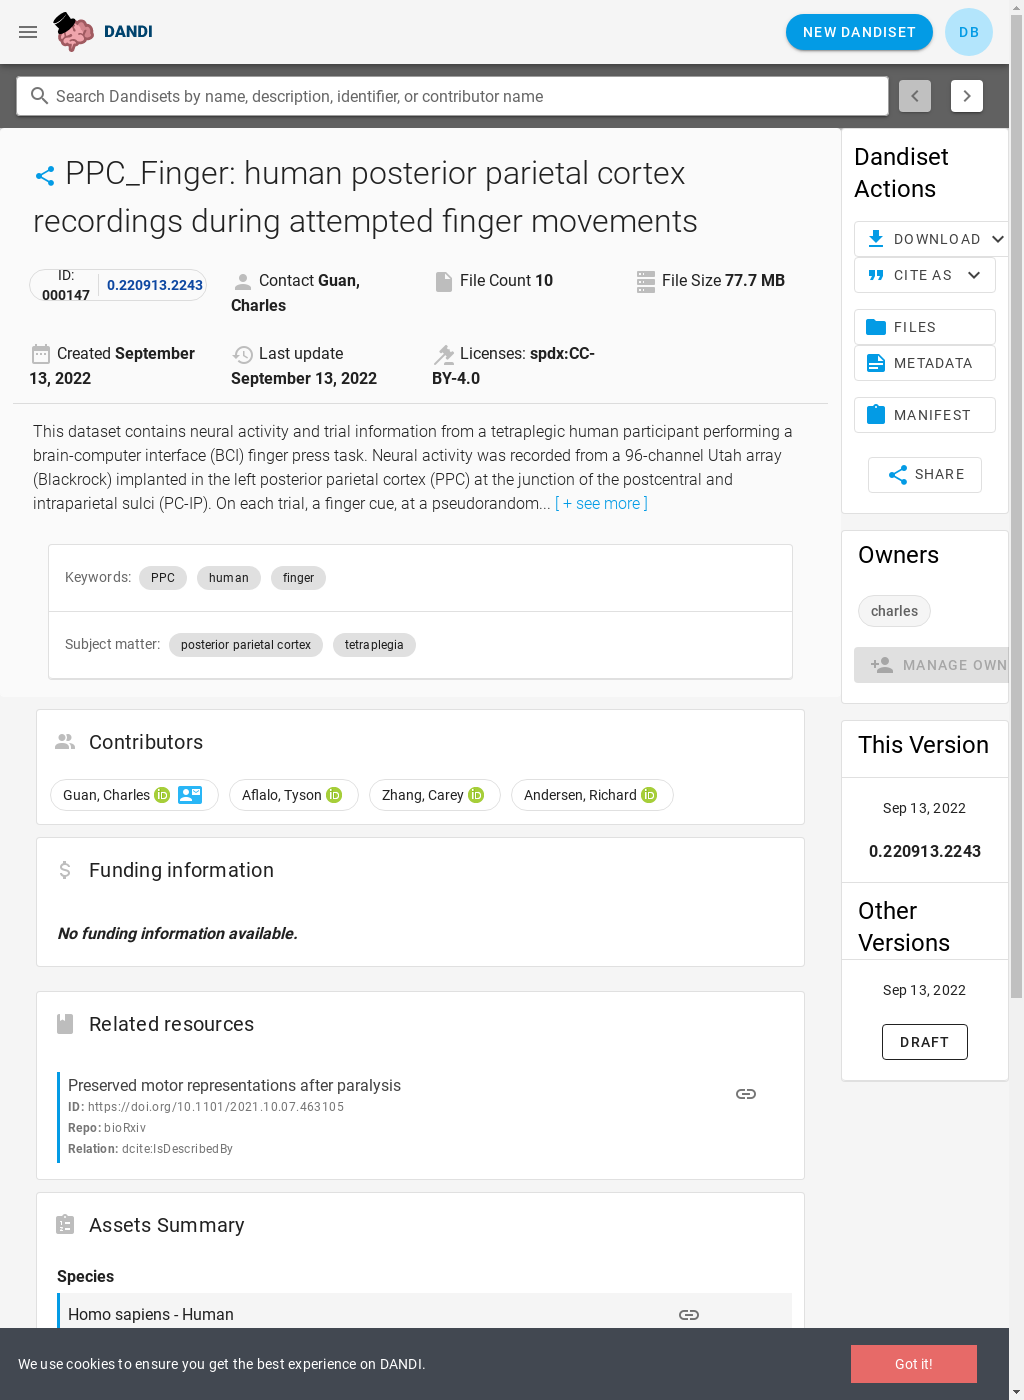 DANDI
NEW DANDISET
DB
Search Dandisets by name, description, identifier, or contributor name
PPC_Finger: human posterior parietal cortex
recordings during attempted finger movements
ID:
000147
0.220913.2243
Contact Guan,
Charles
File Count 10
File Size 77.7 MB
Created September
13, 2022
Last update
September 13, 2022
Licenses: spdx:CC-
BY-4.0
This dataset contains neural activity and trial information from a tetraplegic human participant performing a
brain-computer interface (BCI) finger press task. Neural activity was recorded from a 96-channel Utah array
(Blackrock) implanted in the left posterior parietal cortex (PPC) at the junction of the postcentral and
intraparietal sulci (PC-IP). On each trial, a finger cue, at a pseudorandom... [ + see more ]
Keywords: PPC human finger
Subject matter: posterior parietal cortex tetraplegia
Contributors
Guan, Charles iD Aflalo, Tyson iD Zhang, Carey iD Andersen, Richard iD
Funding information
No funding information available.
Related resources
Preserved motor representations after paralysis
ID: https://doi.org/10.1101/2021.10.07.463105
Repo: bioRxiv
Relation: dcite:IsDescribedBy
Assets Summary
Species
Homo sapiens - Human
Dandiset
Actions
DOWNLOAD
CITE AS
FILES
METADATA
MANIFEST
SHARE
Owners
charles
MANAGE OWN
This Version
Sep 13, 2022
0.220913.2243
Other
Versions
Sep 13, 2022
DRAFT
We use cookies to ensure you get the best experience on DANDI.
Got it!